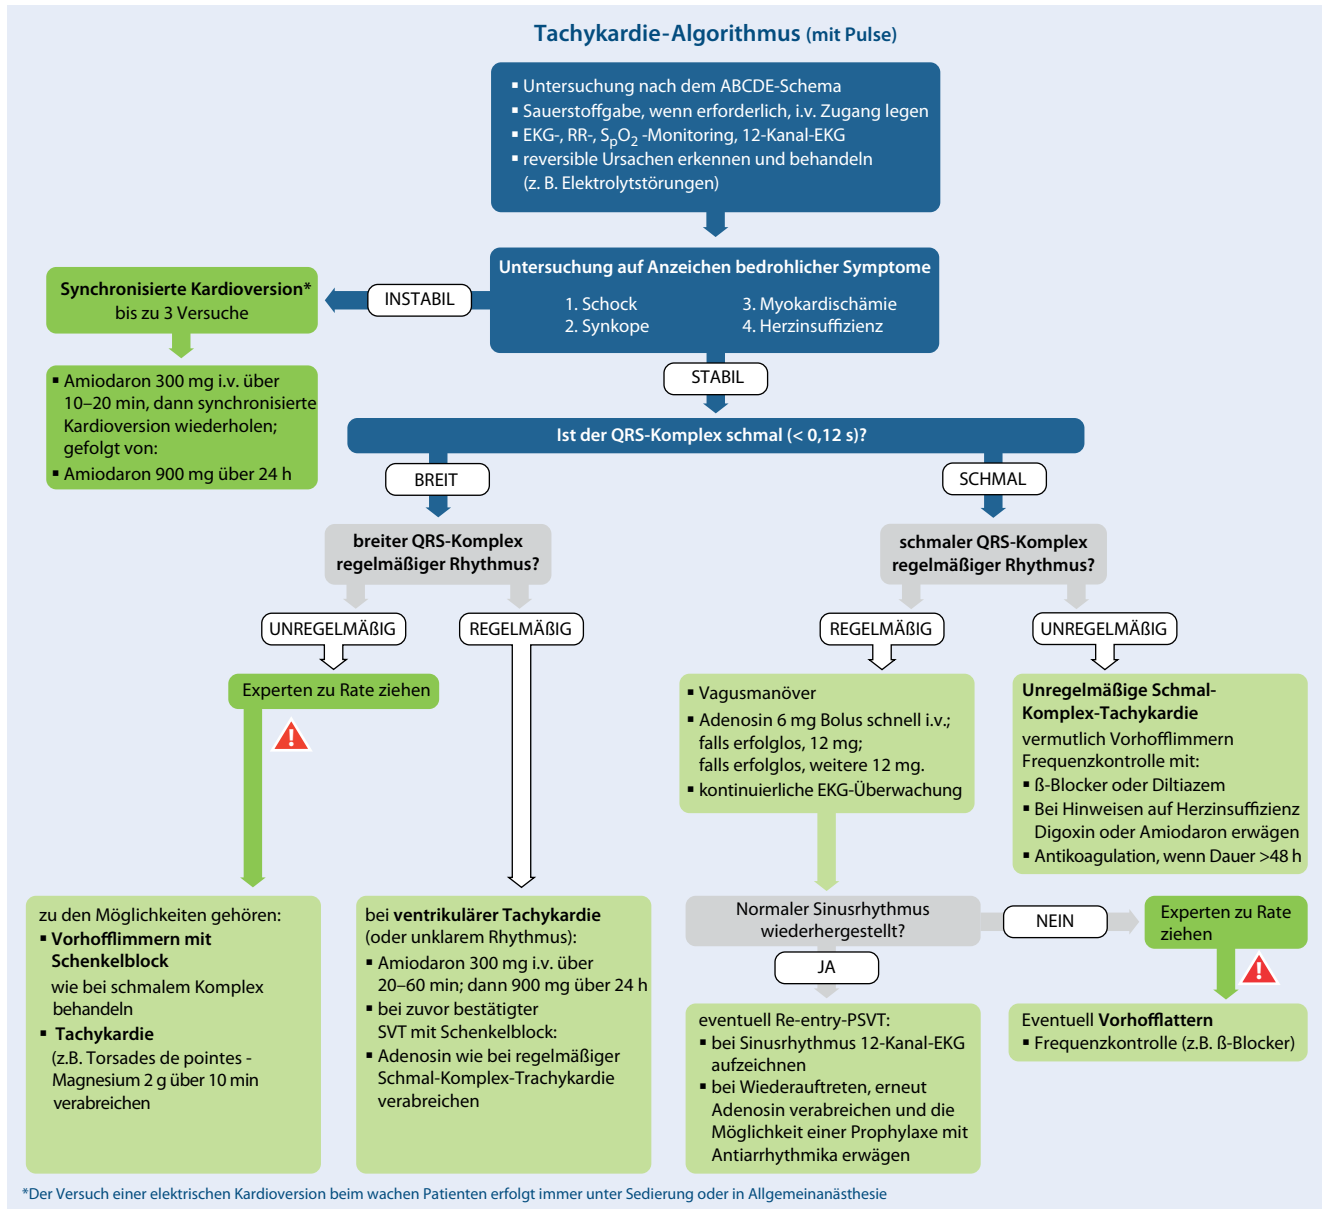 Tachykardie-Algorithmus (mit Pulse)
▪ Untersuchung nach dem ABCDE-Schema
▪ Sauerstoffgabe, wenn erforderlich, i.v. Zugang legen
▪ EKG-, RR-, SpO2 -Monitoring, 12-Kanal-EKG
▪ reversible Ursachen erkennen und behandeln
(z. B. Elektrolytstörungen)
Untersuchung auf Anzeichen bedrohlicher Symptome
1. Schock
2. Synkope
3. Myokardischämie
4. Herzinsuffizienz
INSTABIL
Synchronisierte Kardioversion*
bis zu 3 Versuche
▪ Amiodaron 300 mg i.v. über
10–20 min, dann synchronisierte
Kardioversion wiederholen;
gefolgt von:
▪ Amiodaron 900 mg über 24 h
STABIL
Ist der QRS-Komplex schmal (< 0,12 s)?
BREIT
SCHMAL
breiter QRS-Komplex
regelmäßiger Rhythmus?
schmaler QRS-Komplex
regelmäßiger Rhythmus?
UNREGELMÄßIG
REGELMÄßIG
REGELMÄßIG
UNREGELMÄßIG
Experten zu Rate ziehen
!
▪ Vagusmanöver
▪ Adenosin 6 mg Bolus schnell i.v.;
falls erfolglos, 12 mg;
falls erfolglos, weitere 12 mg.
▪ kontinuierliche EKG-Überwachung
Unregelmäßige Schmal-
Komplex-Tachykardie
vermutlich Vorhofflimmern
Frequenzkontrolle mit:
▪ ß-Blocker oder Diltiazem
▪ Bei Hinweisen auf Herzinsuffizienz
Digoxin oder Amiodaron erwägen
▪ Antikoagulation, wenn Dauer >48 h
zu den Möglichkeiten gehören:
▪ Vorhofflimmern mit
Schenkelblock
wie bei schmalem Komplex
behandeln
▪ Tachykardie
(z.B. Torsades de pointes -
Magnesium 2 g über 10 min
verabreichen
bei ventrikulärer Tachykardie
(oder unklarem Rhythmus):
▪ Amiodaron 300 mg i.v. über
20–60 min; dann 900 mg über 24 h
▪ bei zuvor bestätigter
SVT mit Schenkelblock:
▪ Adenosin wie bei regelmäßiger
Schmal-Komplex-Trachykardie
verabreichen
Normaler Sinusrhythmus
wiederhergestellt?
NEIN
Experten zu Rate
ziehen
!
JA
eventuell Re-entry-PSVT:
▪ bei Sinusrhythmus 12-Kanal-EKG
aufzeichnen
▪ bei Wiederauftreten, erneut
Adenosin verabreichen und die
Möglichkeit einer Prophylaxe mit
Antiarrhythmika erwägen
Eventuell Vorhofflattern
▪ Frequenzkontrolle (z.B. ß-Blocker)
*Der Versuch einer elektrischen Kardioversion beim wachen Patienten erfolgt immer unter Sedierung oder in Allgemeinanästhesie